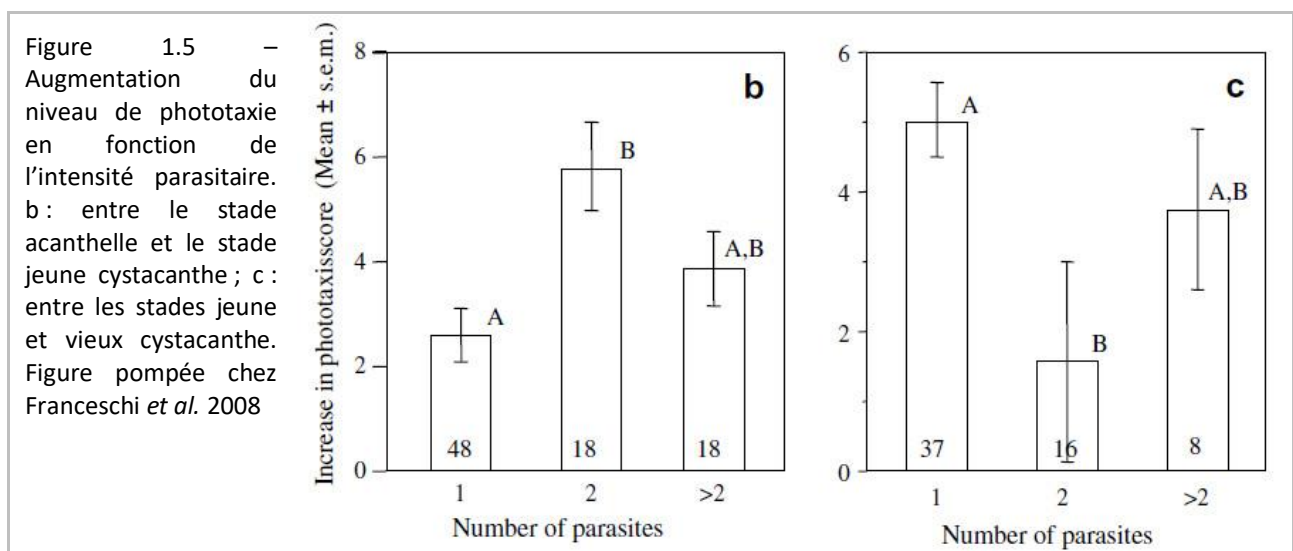 Figure 1.5 –
Augmentation du
niveau de phototaxie
en fonction de
l’intensité parasitaire.
b : entre le stade
acanthelle et le stade
jeune cystacanthe ; c :
entre les stades jeune
et vieux cystacanthe.
Figure pompée chez
Franceschi et al. 2008
Increase in phototaxisscore (Mean ± s.e.m.)
8
6
4
2
0
b
A
B
A,B
48
18
18
1
2
>2
Number of parasites
6
4
2
0
c
A
B
A,B
37
16
8
1
2
>2
Number of parasites